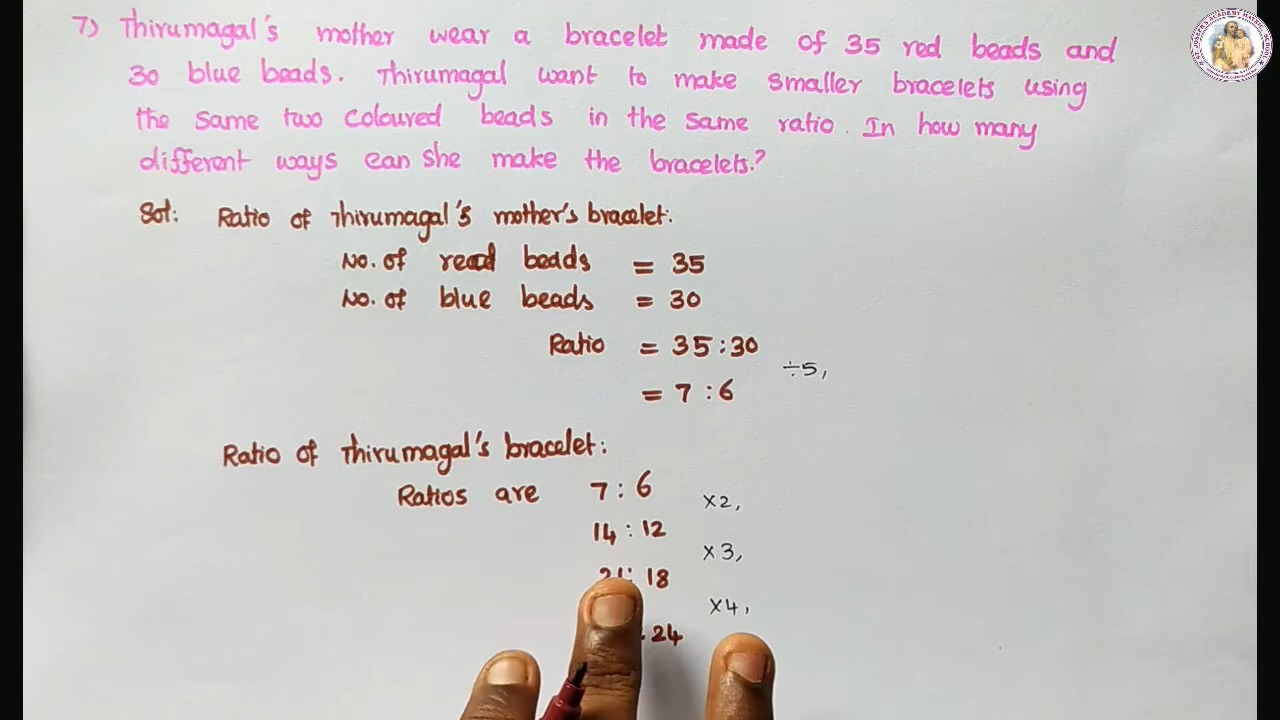 7) Thirumagal's mother wear a bracelet made of 35 red beads and
30 blue beads. Thirumagal want to make smaller bracelets using
the same two coloured beads in the same ratio. In how many
different ways can she make the bracelets.?
Sol: Ratio of Thirumagal's mother's bracelet:
No. of read beads = 35
No. of blue beads = 30
Ratio = 35:30
÷5,
= 7:6
Ratio of Thirumagal's bracelet:
Ratios are 7:6
×2,
14:12
×3,
21:18
×4,
:24